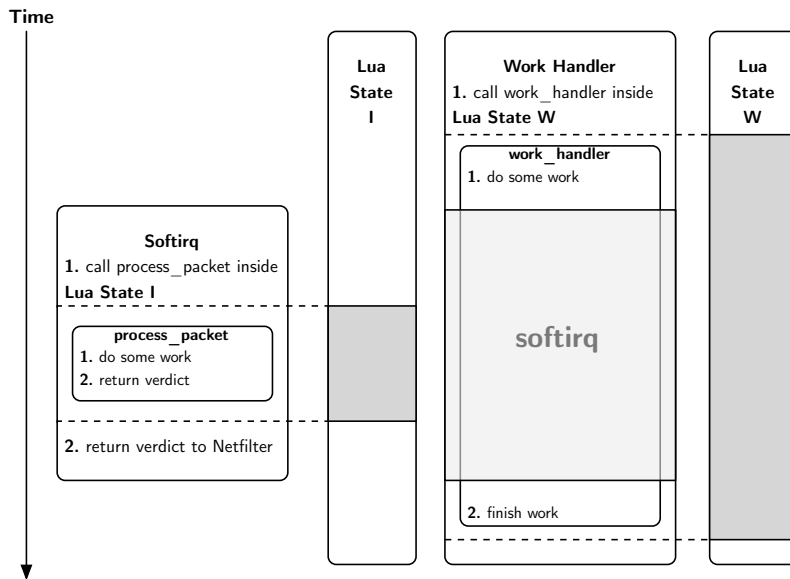 Time
Lua
State
I
Work Handler
1. call work_handler inside
Lua State W
Lua
State
W
work_handler
1. do some work
Softirq
1. call process_packet inside
Lua State I
process_packet
1. do some work
2. return verdict
softirq
2. return verdict to Netfilter
2. finish work